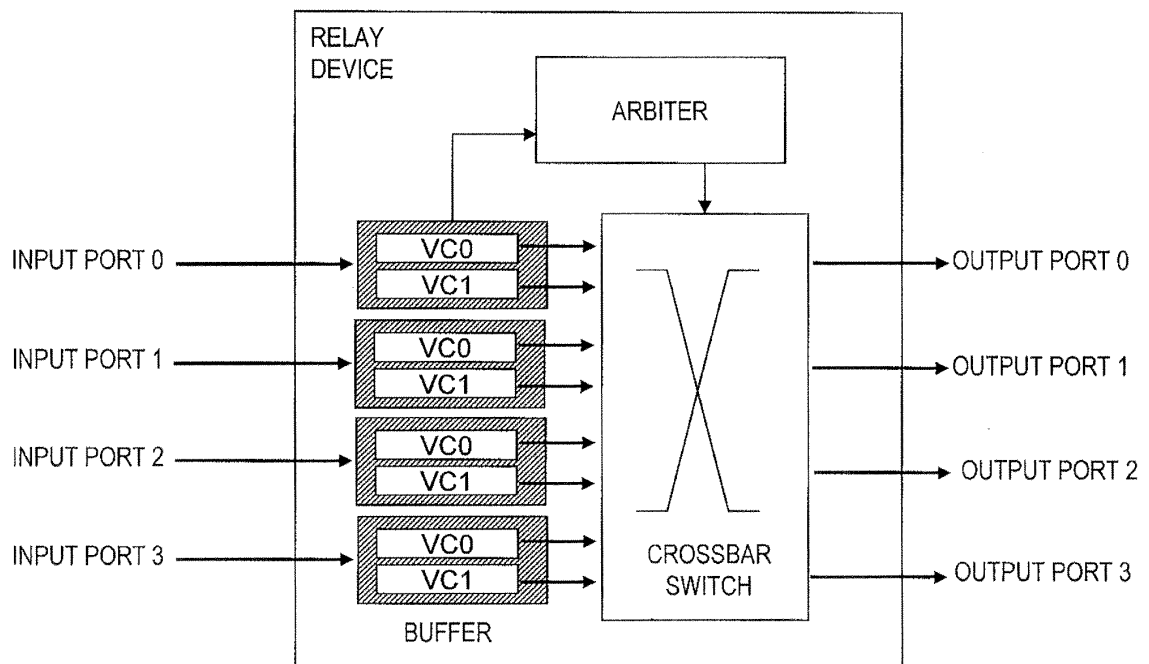 RELAY
DEVICE
ARBITER
INPUT PORT 0
VC0
VC1
OUTPUT PORT 0
INPUT PORT 1
VC0
VC1
OUTPUT PORT 1
INPUT PORT 2
VC0
VC1
OUTPUT PORT 2
INPUT PORT 3
VC0
VC1
CROSSBAR
SWITCH
OUTPUT PORT 3
BUFFER